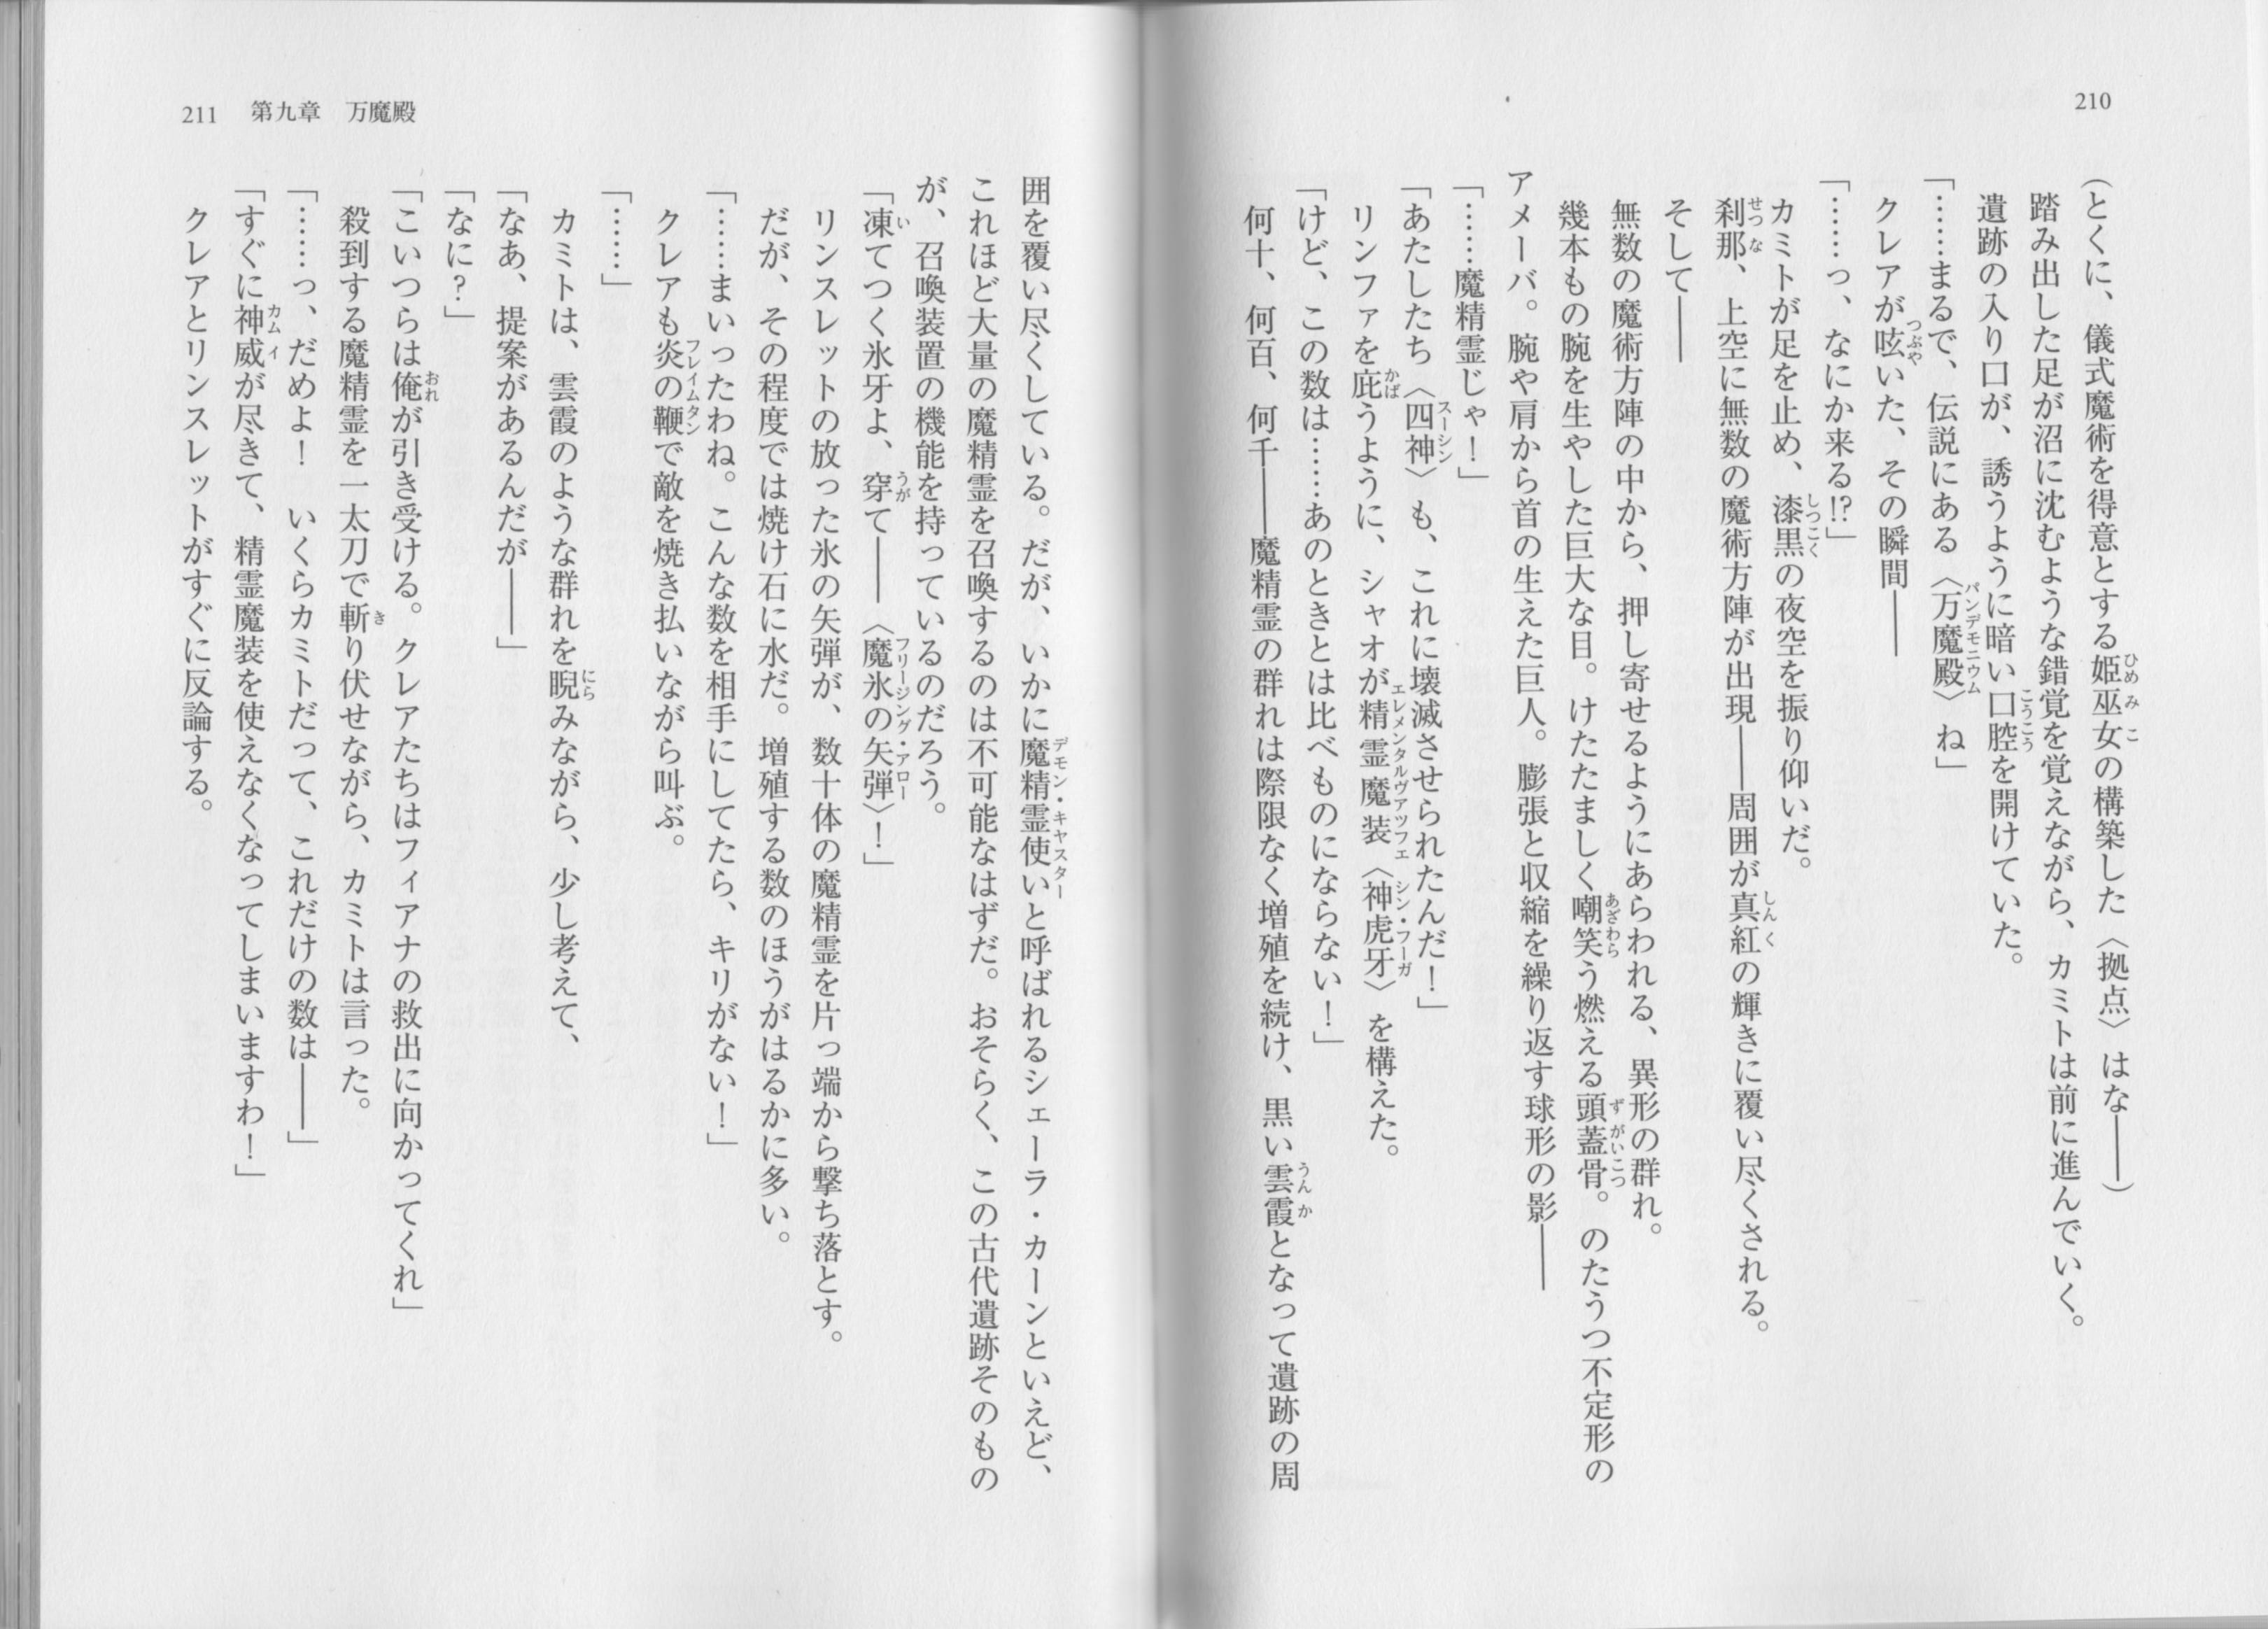 210
(とくに、儀式魔術を得意とする姫巫女の構築した〈拠点〉はな――)
踏み出した足が沼に沈むような錯覚を覚えながら、カミトは前に進んでいく。
遺跡の入り口が、誘うように暗い口腔を開けていた。
「……まるで、伝説にある〈万魔殿〉ね」
クレアが呟いた、その瞬間――
「……っ、なにか来る!?」
カミトが足を止め、漆黒の夜空を振り仰いだ。
刹那、上空に無数の魔術方陣が出現――周囲が真紅の輝きに覆い尽くされる。
そして――
無数の魔術方陣の中から、押し寄せるようにあらわれる、異形の群れ。
幾本もの腕を生やした巨大な目。けたたましく嘲笑う燃える頭蓋骨。のたうつ不定形の
アメーバ。腕や肩から首の生えた巨人。膨張と収縮を繰り返す球形の影――
「……魔精霊じゃ!」
「あたしたち〈四神〉も、これに壊滅させられたんだ!」
リンファを庇うように、シャオが精霊魔装〈神虎牙〉を構えた。
「けど、この数は……あのときとは比べものにならない!」
何十、何百、何千――魔精霊の群れは際限なく増殖を続け、黒い雲霞となって遺跡の周
211 第九章 万魔殿
囲を覆い尽くしている。だが、いかに魔精霊使いと呼ばれるシェーラ・カーンといえど、
これほど大量の魔精霊を召喚するのは不可能なはずだ。おそらく、この古代遺跡そのもの
が、召喚装置の機能を持っているのだろう。
「凍てつく氷牙よ、穿て――〈魔氷の矢弾〉!」
リンスレットの放った氷の矢弾が、数十体の魔精霊を片っ端から撃ち落とす。
だが、その程度では焼け石に水だ。増殖する数のほうがはるかに多い。
「……まいったわね。こんな数を相手にしてたら、キリがない!」
クレアも炎の鞭で敵を焼き払いながら叫ぶ。
「……」
カミトは、雲霞のような群れを睨みながら、少し考えて、
「なあ、提案があるんだが――」
「なに?」
「こいつらは俺が引き受ける。クレアたちはフィアナの救出に向かってくれ」
殺到する魔精霊を一太刀で斬り伏せながら、カミトは言った。
「……っ、だめよ! いくらカミトだって、これだけの数は――」
「すぐに神威が尽きて、精霊魔装を使えなくなってしまいますわ!」
クレアとリンスレットがすぐに反論する。